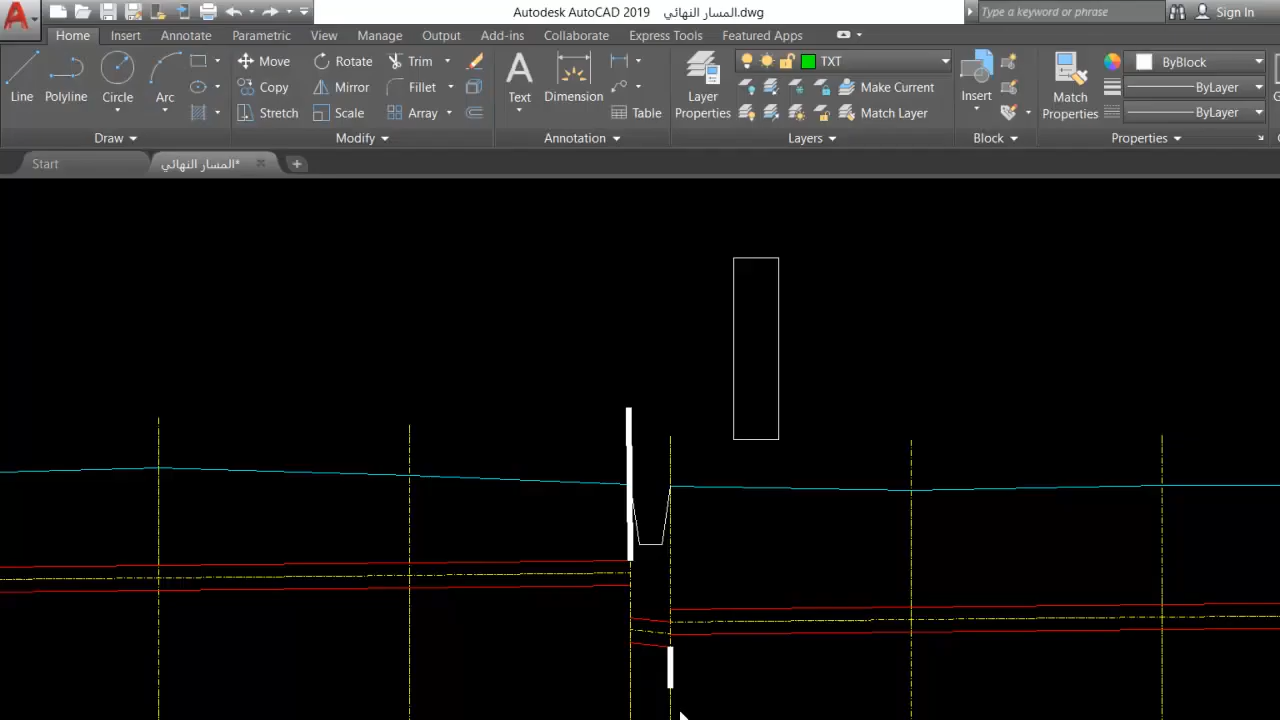 Autodesk AutoCAD 2019 المسار النهائي.dwg
Type a keyword or phrase
Sign In
Home Insert Annotate Parametric View Manage Output Add-ins Collaborate Express Tools Featured Apps
Line Polyline Circle Arc
Move Rotate Trim
Copy Mirror Fillet
Stretch Scale Array
Text Dimension Table
Layer Properties
TXT
Make Current
Match Layer
Insert
Match Properties
ByBlock
ByLayer
ByLayer
Draw Modify Annotation Layers Block Properties
Start المسار النهائي*